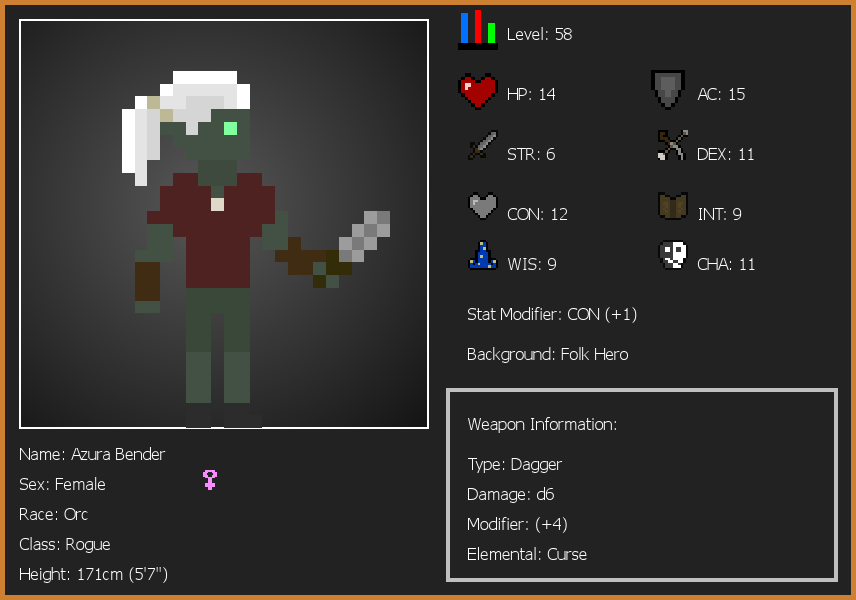 Level: 58
HP: 14
AC: 15
STR: 6
DEX: 11
CON: 12
INT: 9
WIS: 9
CHA: 11
Stat Modifier: CON (+1)
Background: Folk Hero
Weapon Information:
Type: Dagger
Damage: d6
Modifier: (+4)
Elemental: Curse
Name: Azura Bender
Sex: Female
Race: Orc
Class: Rogue
Height: 171cm (5'7")